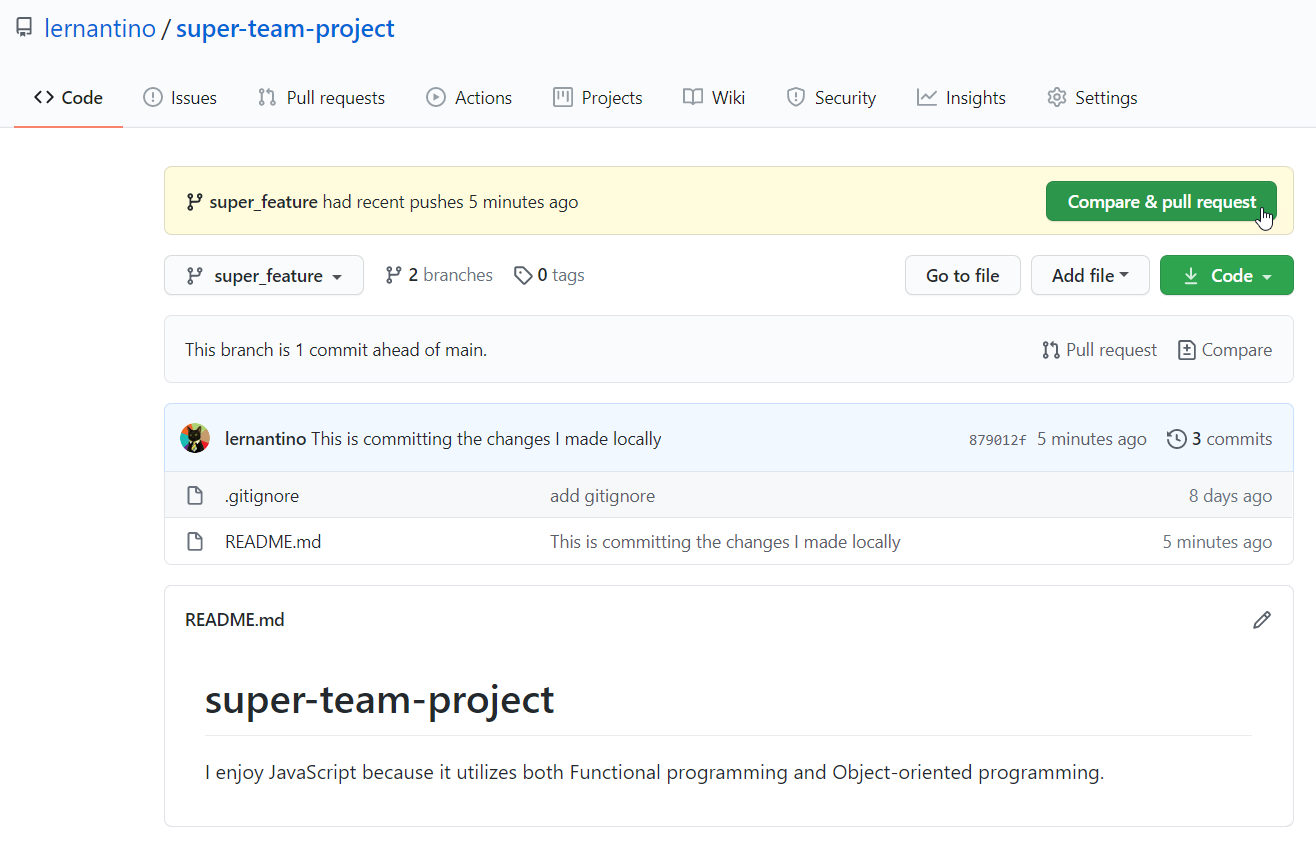 lernantino / super-team-project
Code Issues Pull requests Actions Projects Wiki Security Insights Settings
super_feature had recent pushes 5 minutes ago Compare & pull request
super_feature 2 branches 0 tags Go to file Add file Code
This branch is 1 commit ahead of main. Pull request Compare
lernantino This is committing the changes I made locally 879012f 5 minutes ago 3 commits
.gitignore add gitignore 8 days ago
README.md This is committing the changes I made locally 5 minutes ago
README.md
super-team-project
I enjoy JavaScript because it utilizes both Functional programming and Object-oriented programming.